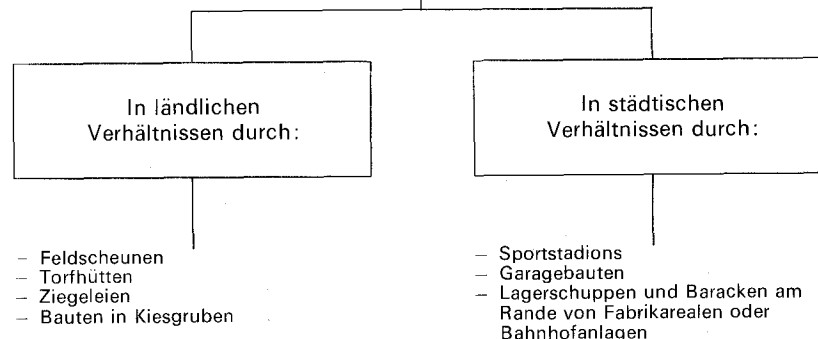 In ländlichen
Verhältnissen durch:
In städtischen
Verhältnissen durch:
– Feldscheunen
– Torfhütten
– Ziegeleien
– Bauten in Kiesgruben
– Sportstadions
– Garagebauten
– Lagerschuppen und Baracken am
Rande von Fabrikarealen oder
Bahnhofanlagen